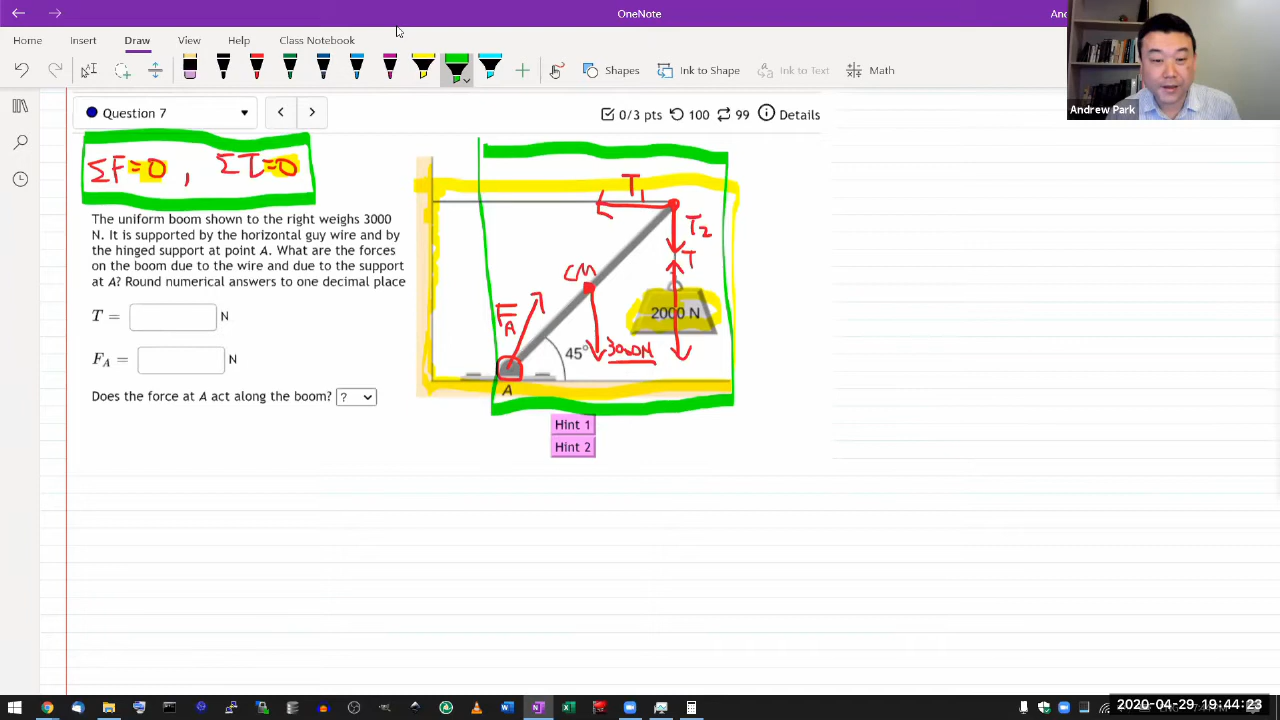 OneNote
An
Home Insert Draw View Help Class Notebook
Shapes Ink to Shape Ink to Text Math
Andrew Park
Question 7
0/3 pts 100 99 Details
ΣF=0 , Στ=0
The uniform boom shown to the right weighs 3000
N. It is supported by the horizontal guy wire and by
the hinged support at point A. What are the forces
on the boom due to the wire and due to the support
at A? Round numerical answers to one decimal place
T = N
F_A = N
Does the force at A act along the boom? ?
T1
T2
T
CM
F_A
2000 N
45°
3000N
A
Hint 1
Hint 2
2020-04-29 19:44:23